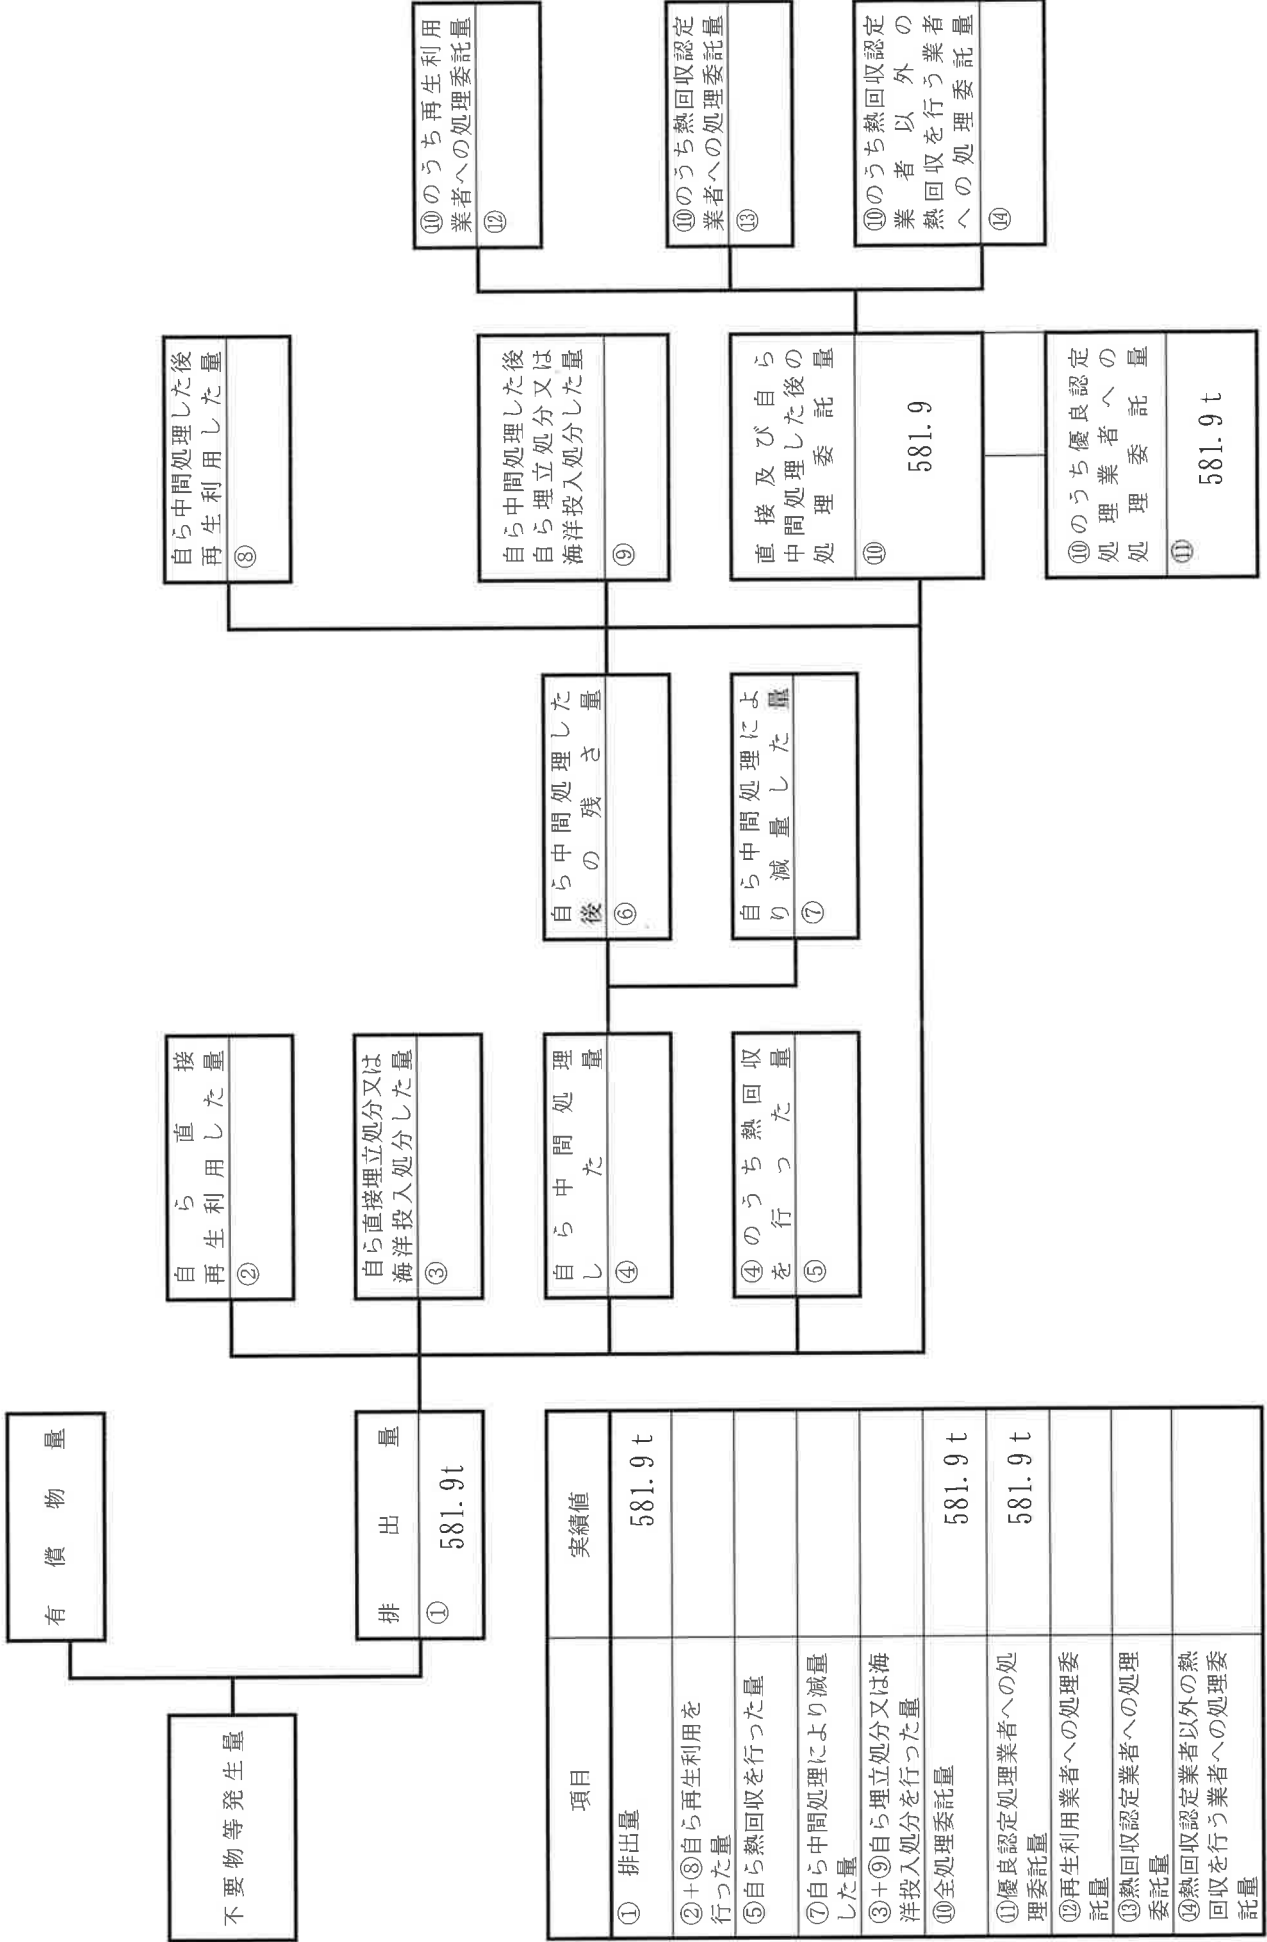 不要物等発生量
有償物量
排出量
① 581.9t
自ら直接
再生利用した量
②
自ら直接埋立処分又は
海洋投入処分した量
③
自ら中間処理
した量
④
④のうち熱回収
を行った量
⑤
自ら中間処理した
後の残さ量
⑥
自ら中間処理によ
り減量した量
⑦
自ら中間処理した後
再生利用した量
⑧
自ら中間処理した後
自ら埋立処分又は
海洋投入処分した量
⑨
直接及び自ら
中間処理した後の
処理委託量
⑩
581.9
⑩のうち優良認定
処理業者への
処理委託量
⑪
581.9 t
⑩のうち再生利用
業者への処理委託量
⑫
⑩のうち熱回収認定
業者への処理委託量
⑬
⑩のうち熱回収認定
業者以外の
熱回収を行う業者
への処理委託量
⑭
項目 実績値
① 排出量 581.9 t
②+⑧自ら再生利用を
行った量
⑤自ら熱回収を行った量
⑦自ら中間処理により減量
した量
③+⑨自ら埋立処分又は海
洋投入処分を行った量
⑩全処理委託量 581.9 t
⑪優良認定処理業者への処
理委託量 581.9 t
⑫再生利用業者への処理委
託量
⑬熱回収認定業者への処理
委託量
⑭熱回収認定業者以外の熱
回収を行う業者への処理委
託量